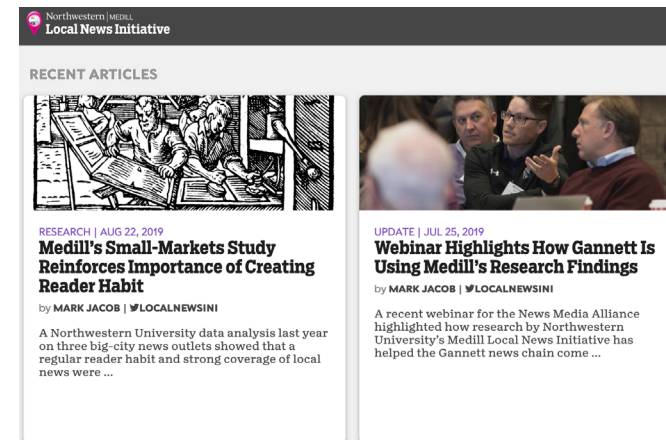 Northwestern | MEDILL
Local News Initiative
RECENT ARTICLES
RESEARCH | AUG 22, 2019
Medill's Small-Markets Study
Reinforces Importance of Creating
Reader Habit
by MARK JACOB | LOCALNEWSINI
A Northwestern University data analysis last year
on three big-city news outlets showed that a
regular reader habit and strong coverage of local
news were ...
UPDATE | JUL 25, 2019
Webinar Highlights How Gannett Is
Using Medill's Research Findings
by MARK JACOB | LOCALNEWSINI
A recent webinar for the News Media Alliance
highlighted how research by Northwestern
University's Medill Local News Initiative has
helped the Gannett news chain come ...